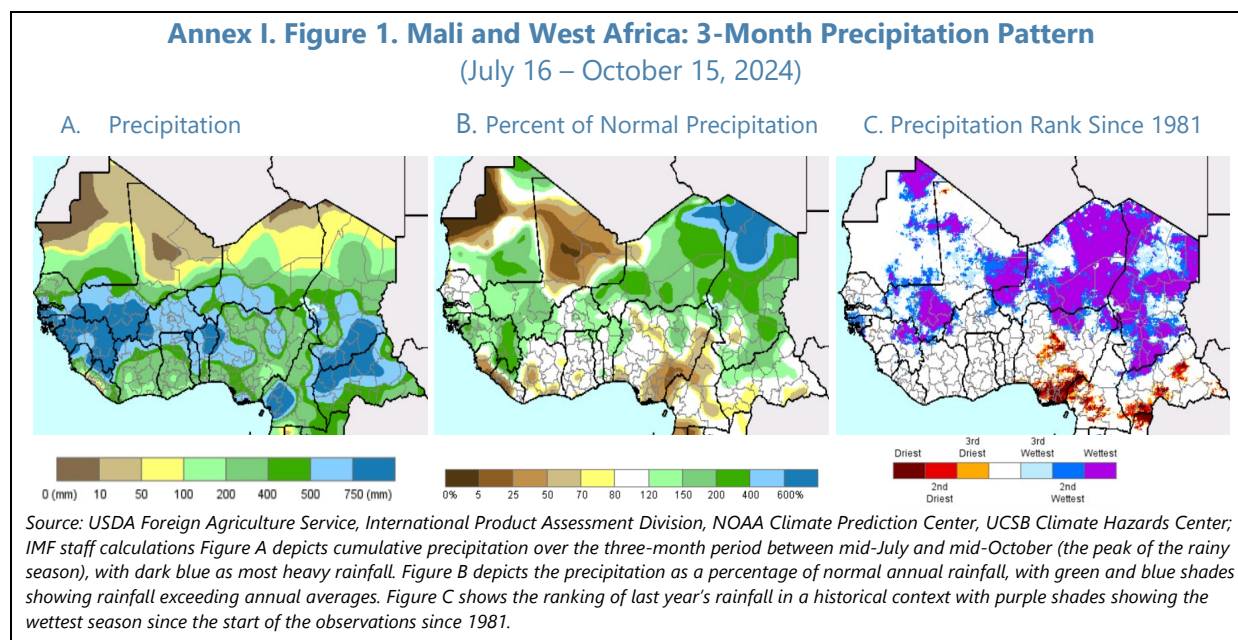 Annex I. Figure 1. Mali and West Africa: 3-Month Precipitation Pattern
(July 16 – October 15, 2024)
A. Precipitation
B. Percent of Normal Precipitation
C. Precipitation Rank Since 1981
0 (mm) 10 50 100 200 400 500 750 (mm)
0% 5 25 50 70 80 120 150 200 400 600%
Driest 3rd Driest 3rd Wettest Wettest
2nd Driest 2nd Wettest
Source: USDA Foreign Agriculture Service, International Product Assessment Division, NOAA Climate Prediction Center, UCSB Climate Hazards Center;
IMF staff calculations Figure A depicts cumulative precipitation over the three-month period between mid-July and mid-October (the peak of the rainy
season), with dark blue as most heavy rainfall. Figure B depicts the precipitation as a percentage of normal annual rainfall, with green and blue shades
showing rainfall exceeding annual averages. Figure C shows the ranking of last year's rainfall in a historical context with purple shades showing the
wettest season since the start of the observations since 1981.